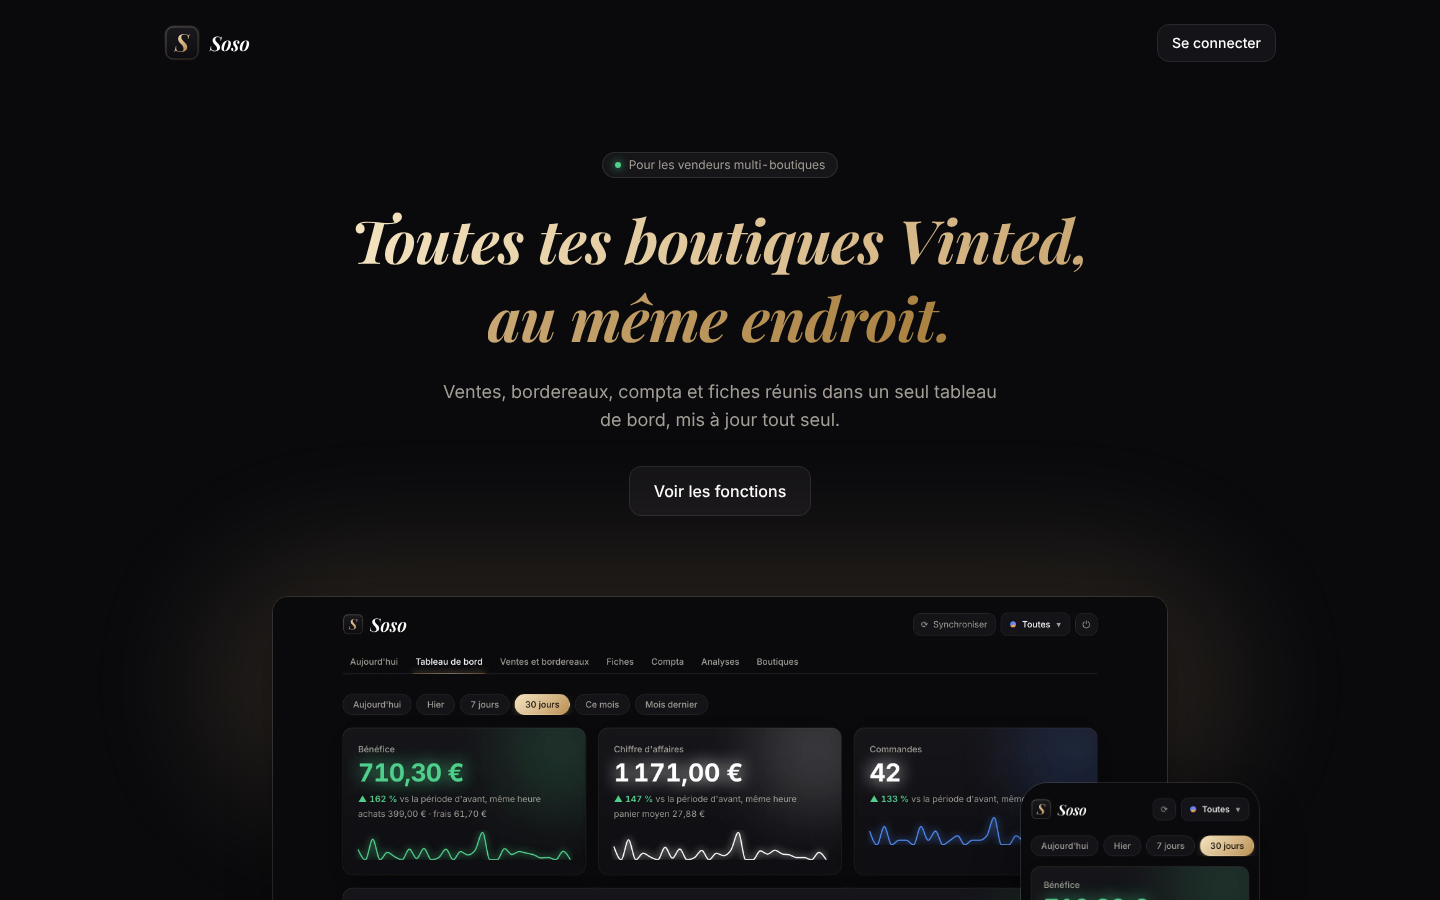 S Soso
Se connecter
Pour les vendeurs multi-boutiques
Toutes tes boutiques Vinted,
au même endroit.
Ventes, bordereaux, compta et fiches réunis dans un seul tableau
de bord, mis à jour tout seul.
Voir les fonctions
S Soso
Synchroniser
Toutes
Aujourd'hui Tableau de bord Ventes et bordereaux Fiches Compta Analyses Boutiques
Aujourd'hui Hier 7 jours 30 jours Ce mois Mois dernier
Bénéfice
710,30 €
▲ 162 % vs la période d'avant, même heure
achats 399,00 € · frais 61,70 €
Chiffre d'affaires
1 171,00 €
▲ 147 % vs la période d'avant, même heure
panier moyen 27,88 €
Commandes
42
▲ 133 % vs la période d'avant, même
S Soso
Toutes
Aujourd'hui Hier 7 jours 30 jours
Bénéfice